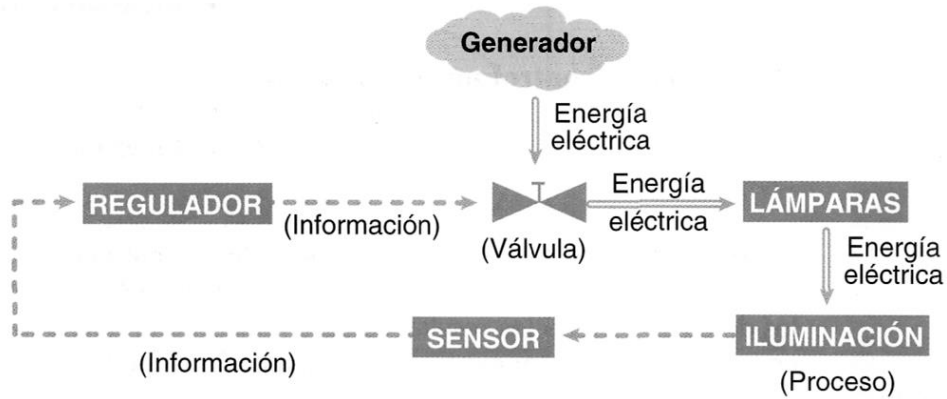 Generador
Energía
eléctrica
REGULADOR
(Información)
(Válvula)
Energía
eléctrica
LÁMPARAS
Energía
eléctrica
SENSOR
ILUMINACIÓN
(Información)
(Proceso)